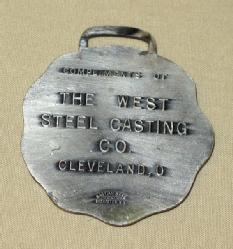 COMPLIMENTS OF
THE WEST
STEEL CASTING
CO.
CLEVELAND, O